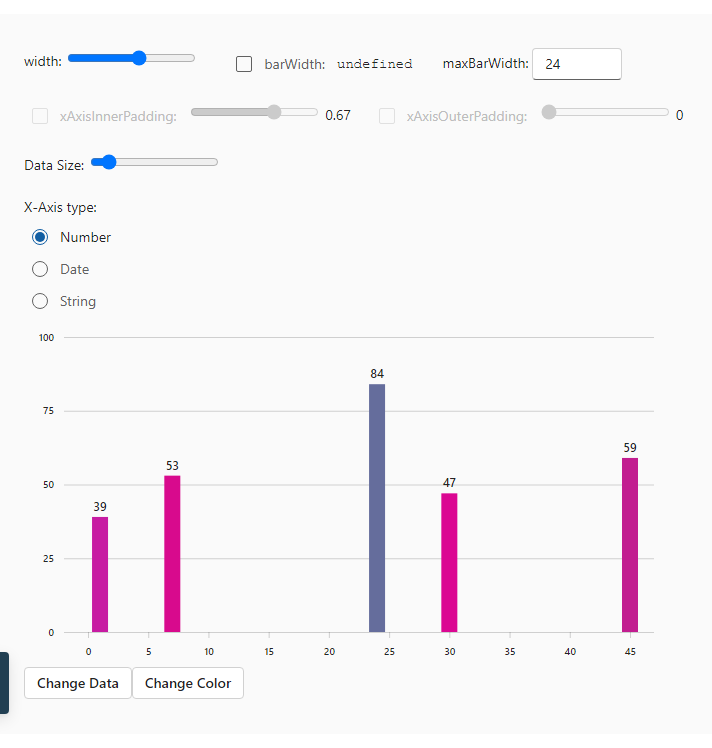 width: barWidth: undefined maxBarWidth: 24
xAxisInnerPadding: 0.67 xAxisOuterPadding: 0
Data Size:
X-Axis type:
Number
Date
String
100
84
75
59
53
50
47
39
25
0
0 5 10 15 20 25 30 35 40 45
Change Data Change Color